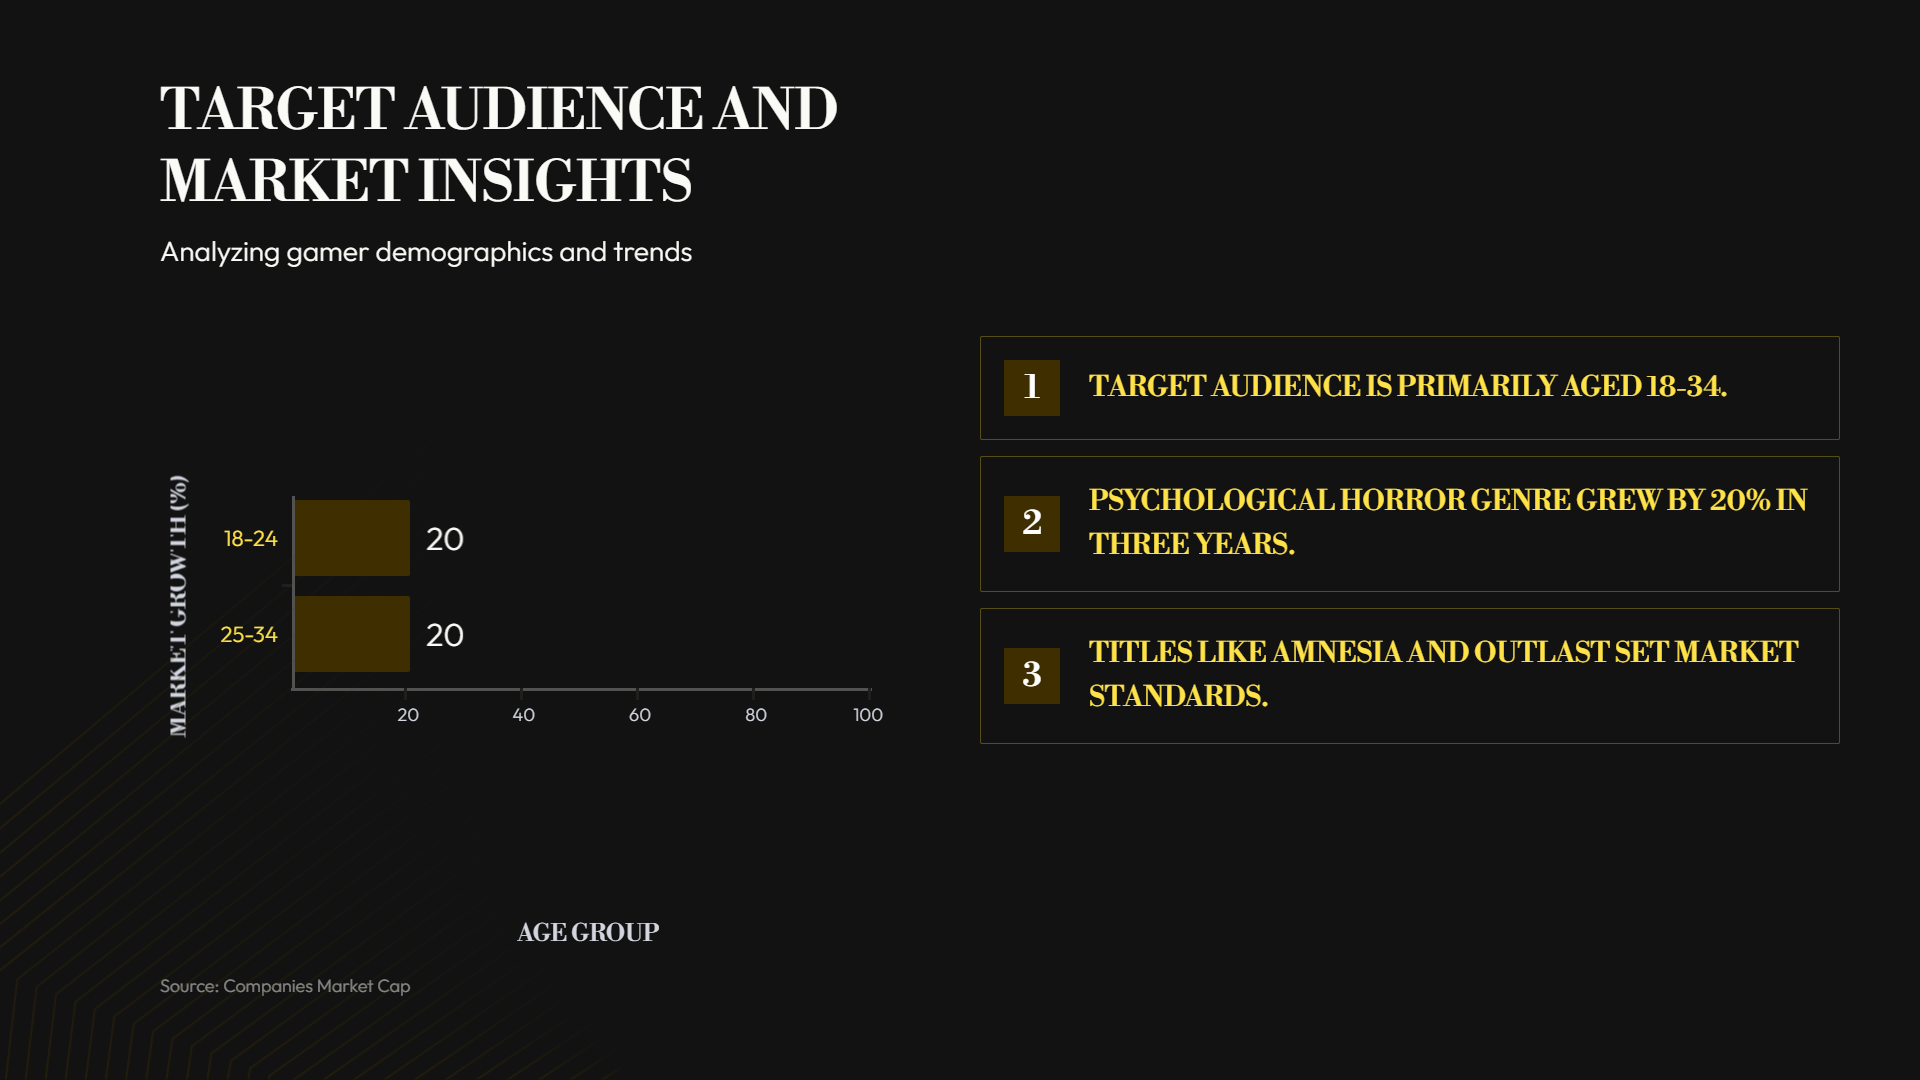 TARGET AUDIENCE AND
MARKET INSIGHTS
Analyzing gamer demographics and trends
MARKET GROWTH (%)
18-24
20
25-34
20
20
40
60
80
100
AGE GROUP
Source: Companies Market Cap
1
TARGET AUDIENCE IS PRIMARILY AGED 18-34.
2
PSYCHOLOGICAL HORROR GENRE GREW BY 20% IN
THREE YEARS.
3
TITLES LIKE AMNESIA AND OUTLAST SET MARKET
STANDARDS.